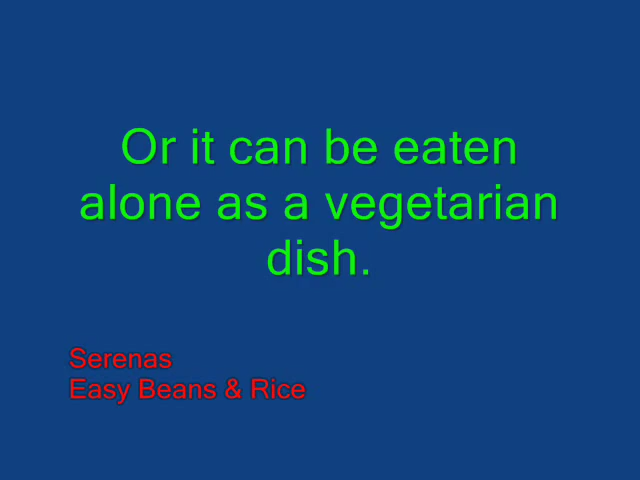 Or it can be eaten
alone as a vegetarian
dish.
Serenas
Easy Beans & Rice